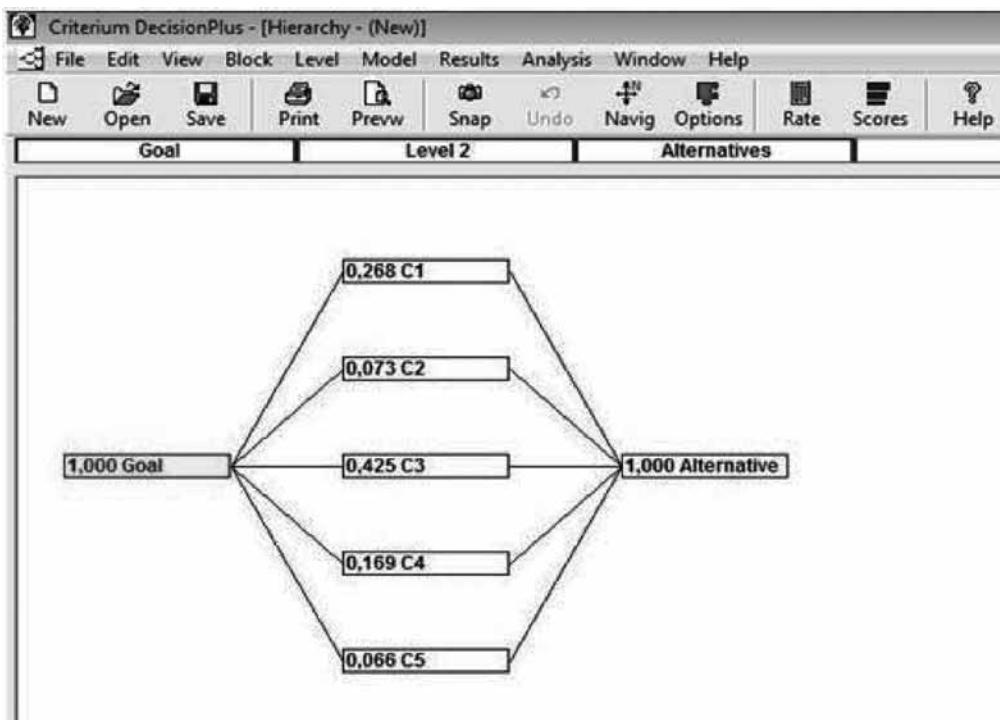 Criterium DecisionPlus - [Hierarchy - (New)]
File Edit View Block Level Model Results Analysis Window Help
New Open Save Print Prevw Snap Undo Navig Options Rate Scores Help
Goal Level 2 Alternatives
0,268 C1
0,073 C2
1,000 Goal 0,425 C3 1,000 Alternative
0,169 C4
0,066 C5